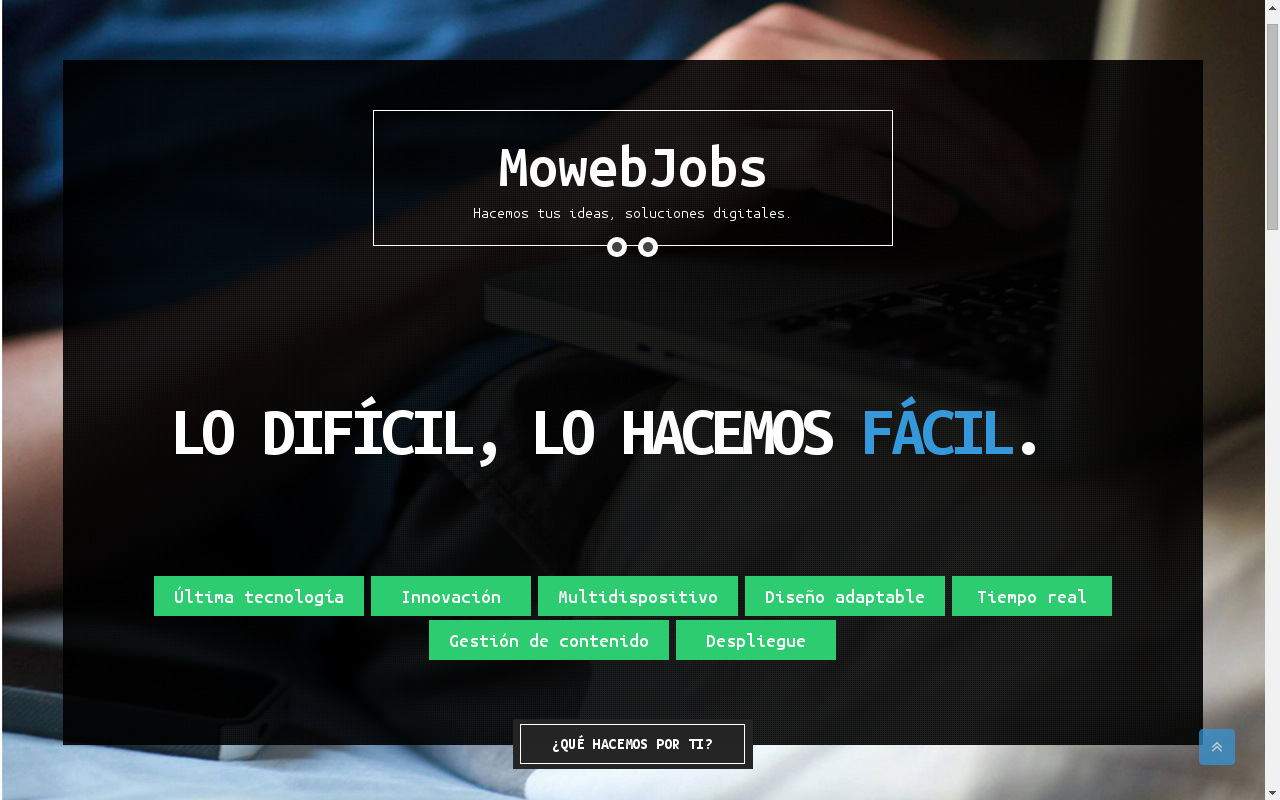 MowebJobs
Hacemos tus ideas, soluciones digitales.
LO DIFÍCIL, LO HACEMOS FÁCIL.
Última tecnología Innovación Multidispositivo Diseño adaptable Tiempo real
Gestión de contenido Despliegue
¿QUÉ HACEMOS POR TI?